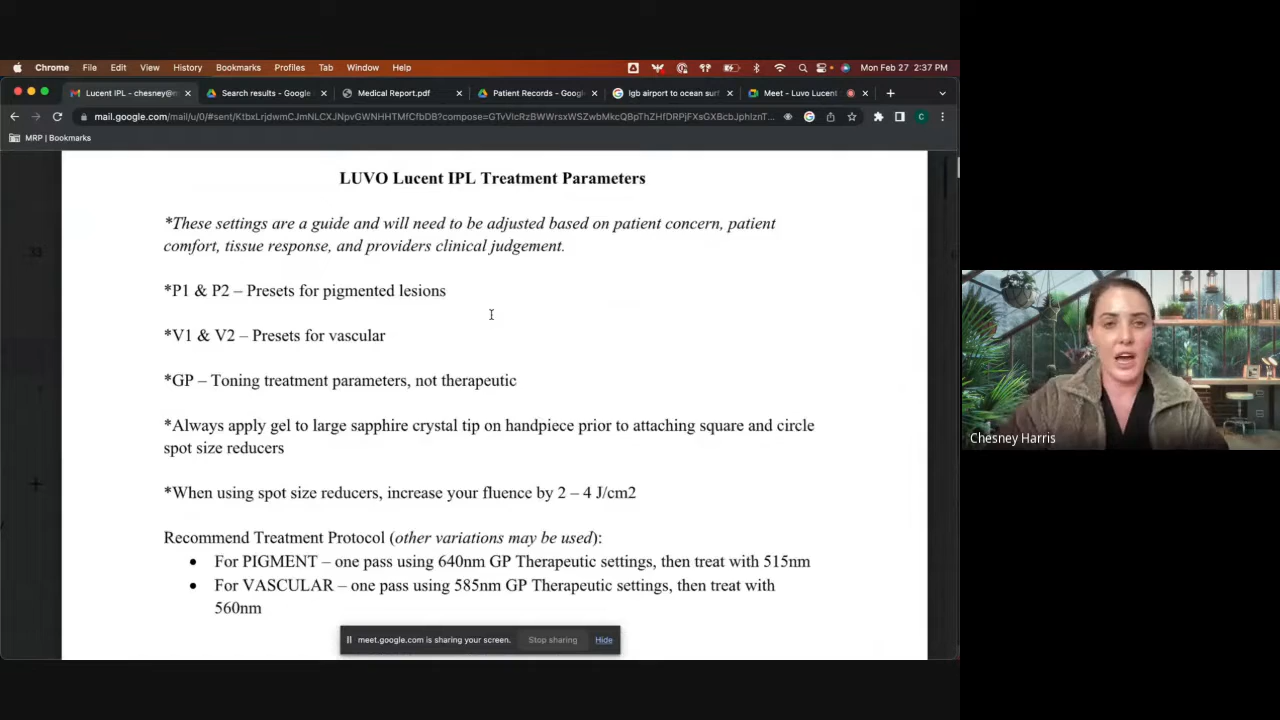 Chrome File Edit View History Bookmarks Profiles Tab Window Help Mon Feb 27 2:37 PM
Lucent IPL - chesney@ Search results - Google Medical Report.pdf Patient Records - Google lgb airport to ocean surf Meet - Luvo Lucent
mail.google.com/mail/u/0/#sent/
C
MRP | Bookmarks
LUVO Lucent IPL Treatment Parameters
*These settings are a guide and will need to be adjusted based on patient concern, patient
comfort, tissue response, and providers clinical judgement.
*P1 & P2 – Presets for pigmented lesions
*V1 & V2 – Presets for vascular
*GP – Toning treatment parameters, not therapeutic
*Always apply gel to large sapphire crystal tip on handpiece prior to attaching square and circle
spot size reducers
*When using spot size reducers, increase your fluence by 2 – 4 J/cm2
Recommend Treatment Protocol (other variations may be used):
• For PIGMENT – one pass using 640nm GP Therapeutic settings, then treat with 515nm
• For VASCULAR – one pass using 585nm GP Therapeutic settings, then treat with
560nm
meet.google.com is sharing your screen. Stop sharing Hide
Chesney Harris